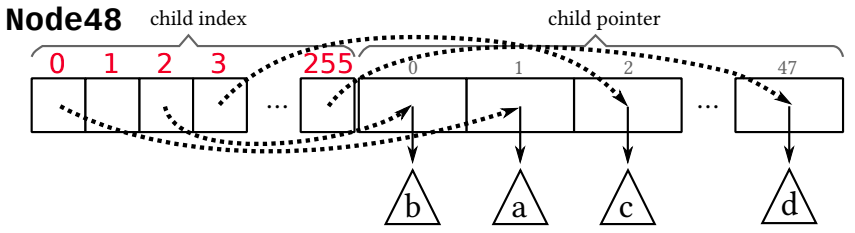 Node48
child index
child pointer
0 1 2 3 ... 255 0 1 2 ... 47
b a c d